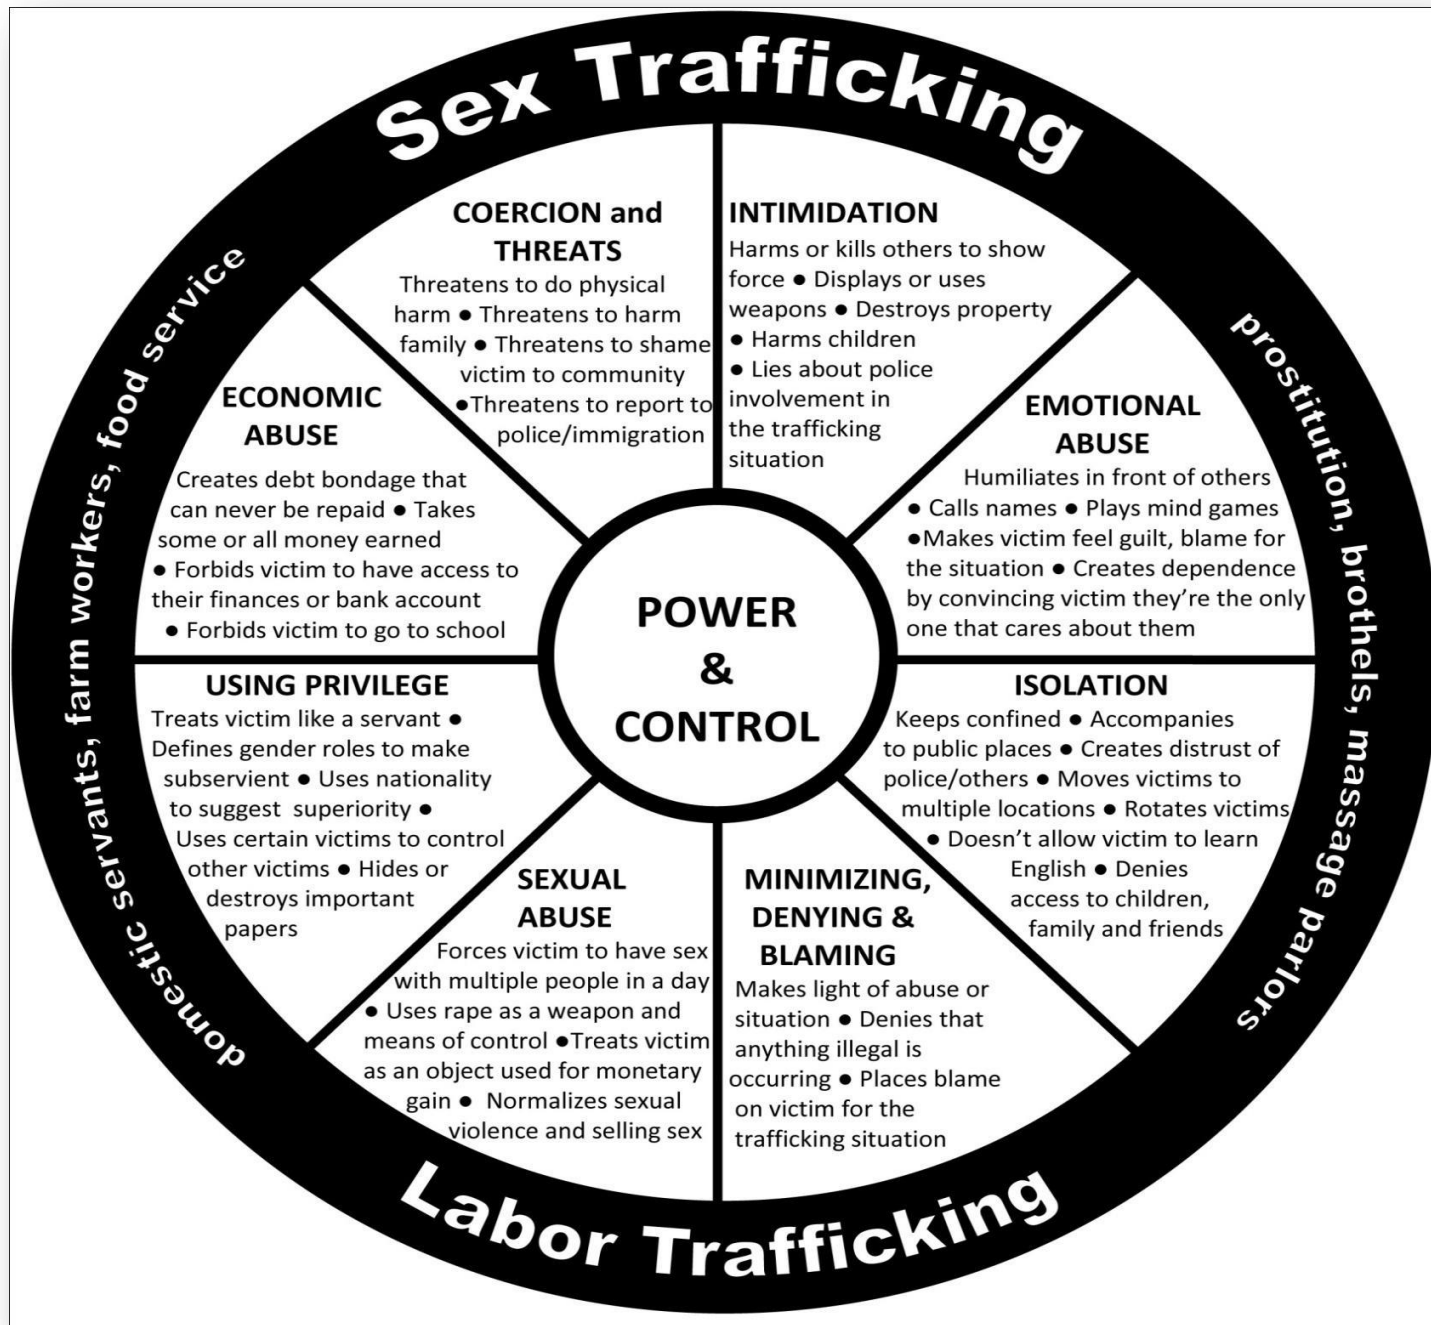 Sex Trafficking
COERCION and
THREATS
Threatens to do physical
harm ● Threatens to harm
family ● Threatens to shame
victim to community
●Threatens to report to
police/immigration
INTIMIDATION
Harms or kills others to show
force ● Displays or uses
weapons ● Destroys property
● Harms children
● Lies about police
involvement in
the trafficking
situation
EMOTIONAL
ABUSE
Humiliates in front of others
● Calls names ● Plays mind games
●Makes victim feel guilt, blame for
the situation ● Creates dependence
by convincing victim they’re the only
one that cares about them
ISOLATION
Keeps confined ● Accompanies
to public places ● Creates distrust of
police/others ● Moves victims to
multiple locations ● Rotates victims
● Doesn’t allow victim to learn
English ● Denies
access to children,
family and friends
MINIMIZING,
DENYING &
BLAMING
Makes light of abuse or
situation ● Denies that
anything illegal is
occurring ● Places blame
on victim for the
trafficking situation
SEXUAL
ABUSE
Forces victim to have sex
with multiple people in a day
● Uses rape as a weapon and
means of control ●Treats victim
as an object used for monetary
gain ● Normalizes sexual
violence and selling sex
USING PRIVILEGE
Treats victim like a servant ●
Defines gender roles to make
subservient ● Uses nationality
to suggest superiority ●
Uses certain victims to control
other victims ● Hides or
destroys important
papers
ECONOMIC
ABUSE
Creates debt bondage that
can never be repaid ● Takes
some or all money earned
● Forbids victim to have access to
their finances or bank account
● Forbids victim to go to school
POWER
&
CONTROL
prostitution, brothels, massage parlors
domestic servants, farm workers, food service
Labor Trafficking